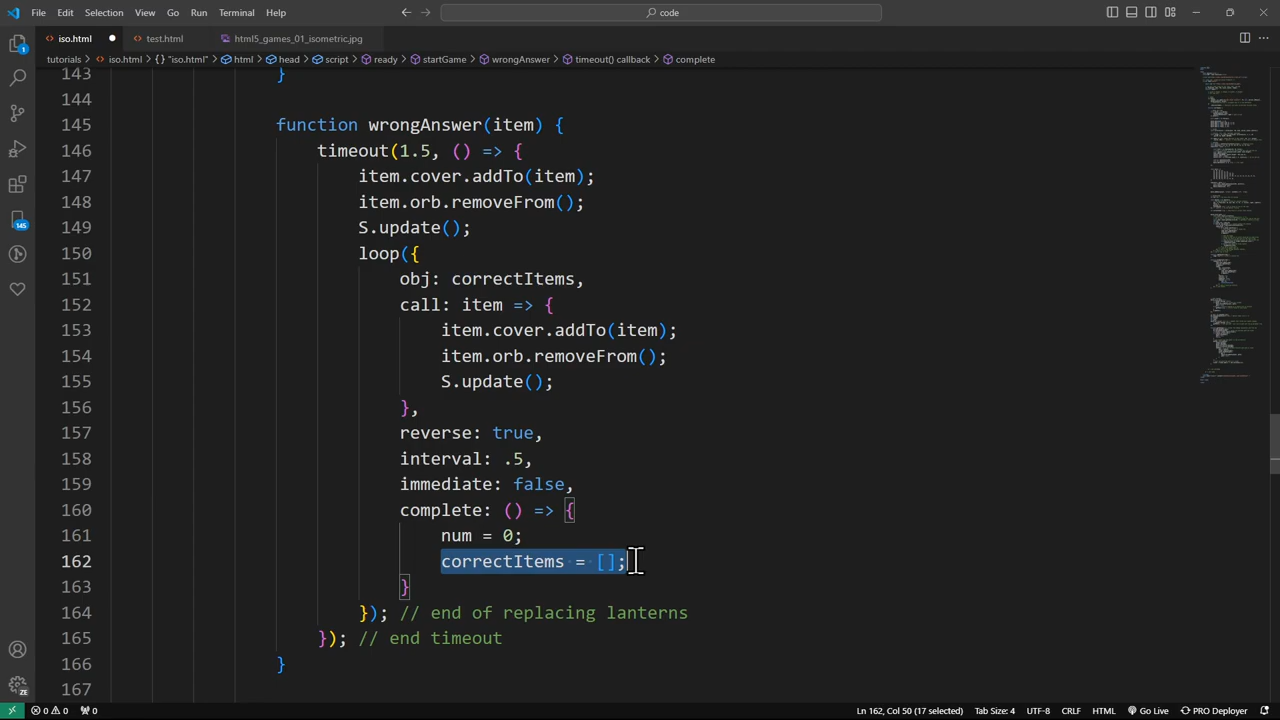 File Edit Selection View Go Run Terminal Help
code
iso.html
test.html
html5_games_01_isometric.jpg
tutorials > iso.html > "iso.html" > html > head > script > ready > startGame > wrongAnswer > timeout() callback > complete
143 }
144
145 function wrongAnswer(item) {
146 timeout(1.5, () => {
147 item.cover.addTo(item);
148 item.orb.removeFrom();
149 S.update();
150 loop({
151 obj: correctItems,
152 call: item => {
153 item.cover.addTo(item);
154 item.orb.removeFrom();
155 S.update();
156 },
157 reverse: true,
158 interval: .5,
159 immediate: false,
160 complete: () => {
161 num = 0;
162 correctItems = [];
163 }
164 }); // end of replacing lanterns
165 }); // end timeout
166 }
167
1
145
ZE
0 0 0 Ln 162, Col 50 (17 selected) Tab Size: 4 UTF-8 CRLF HTML Go Live PRO Deployer